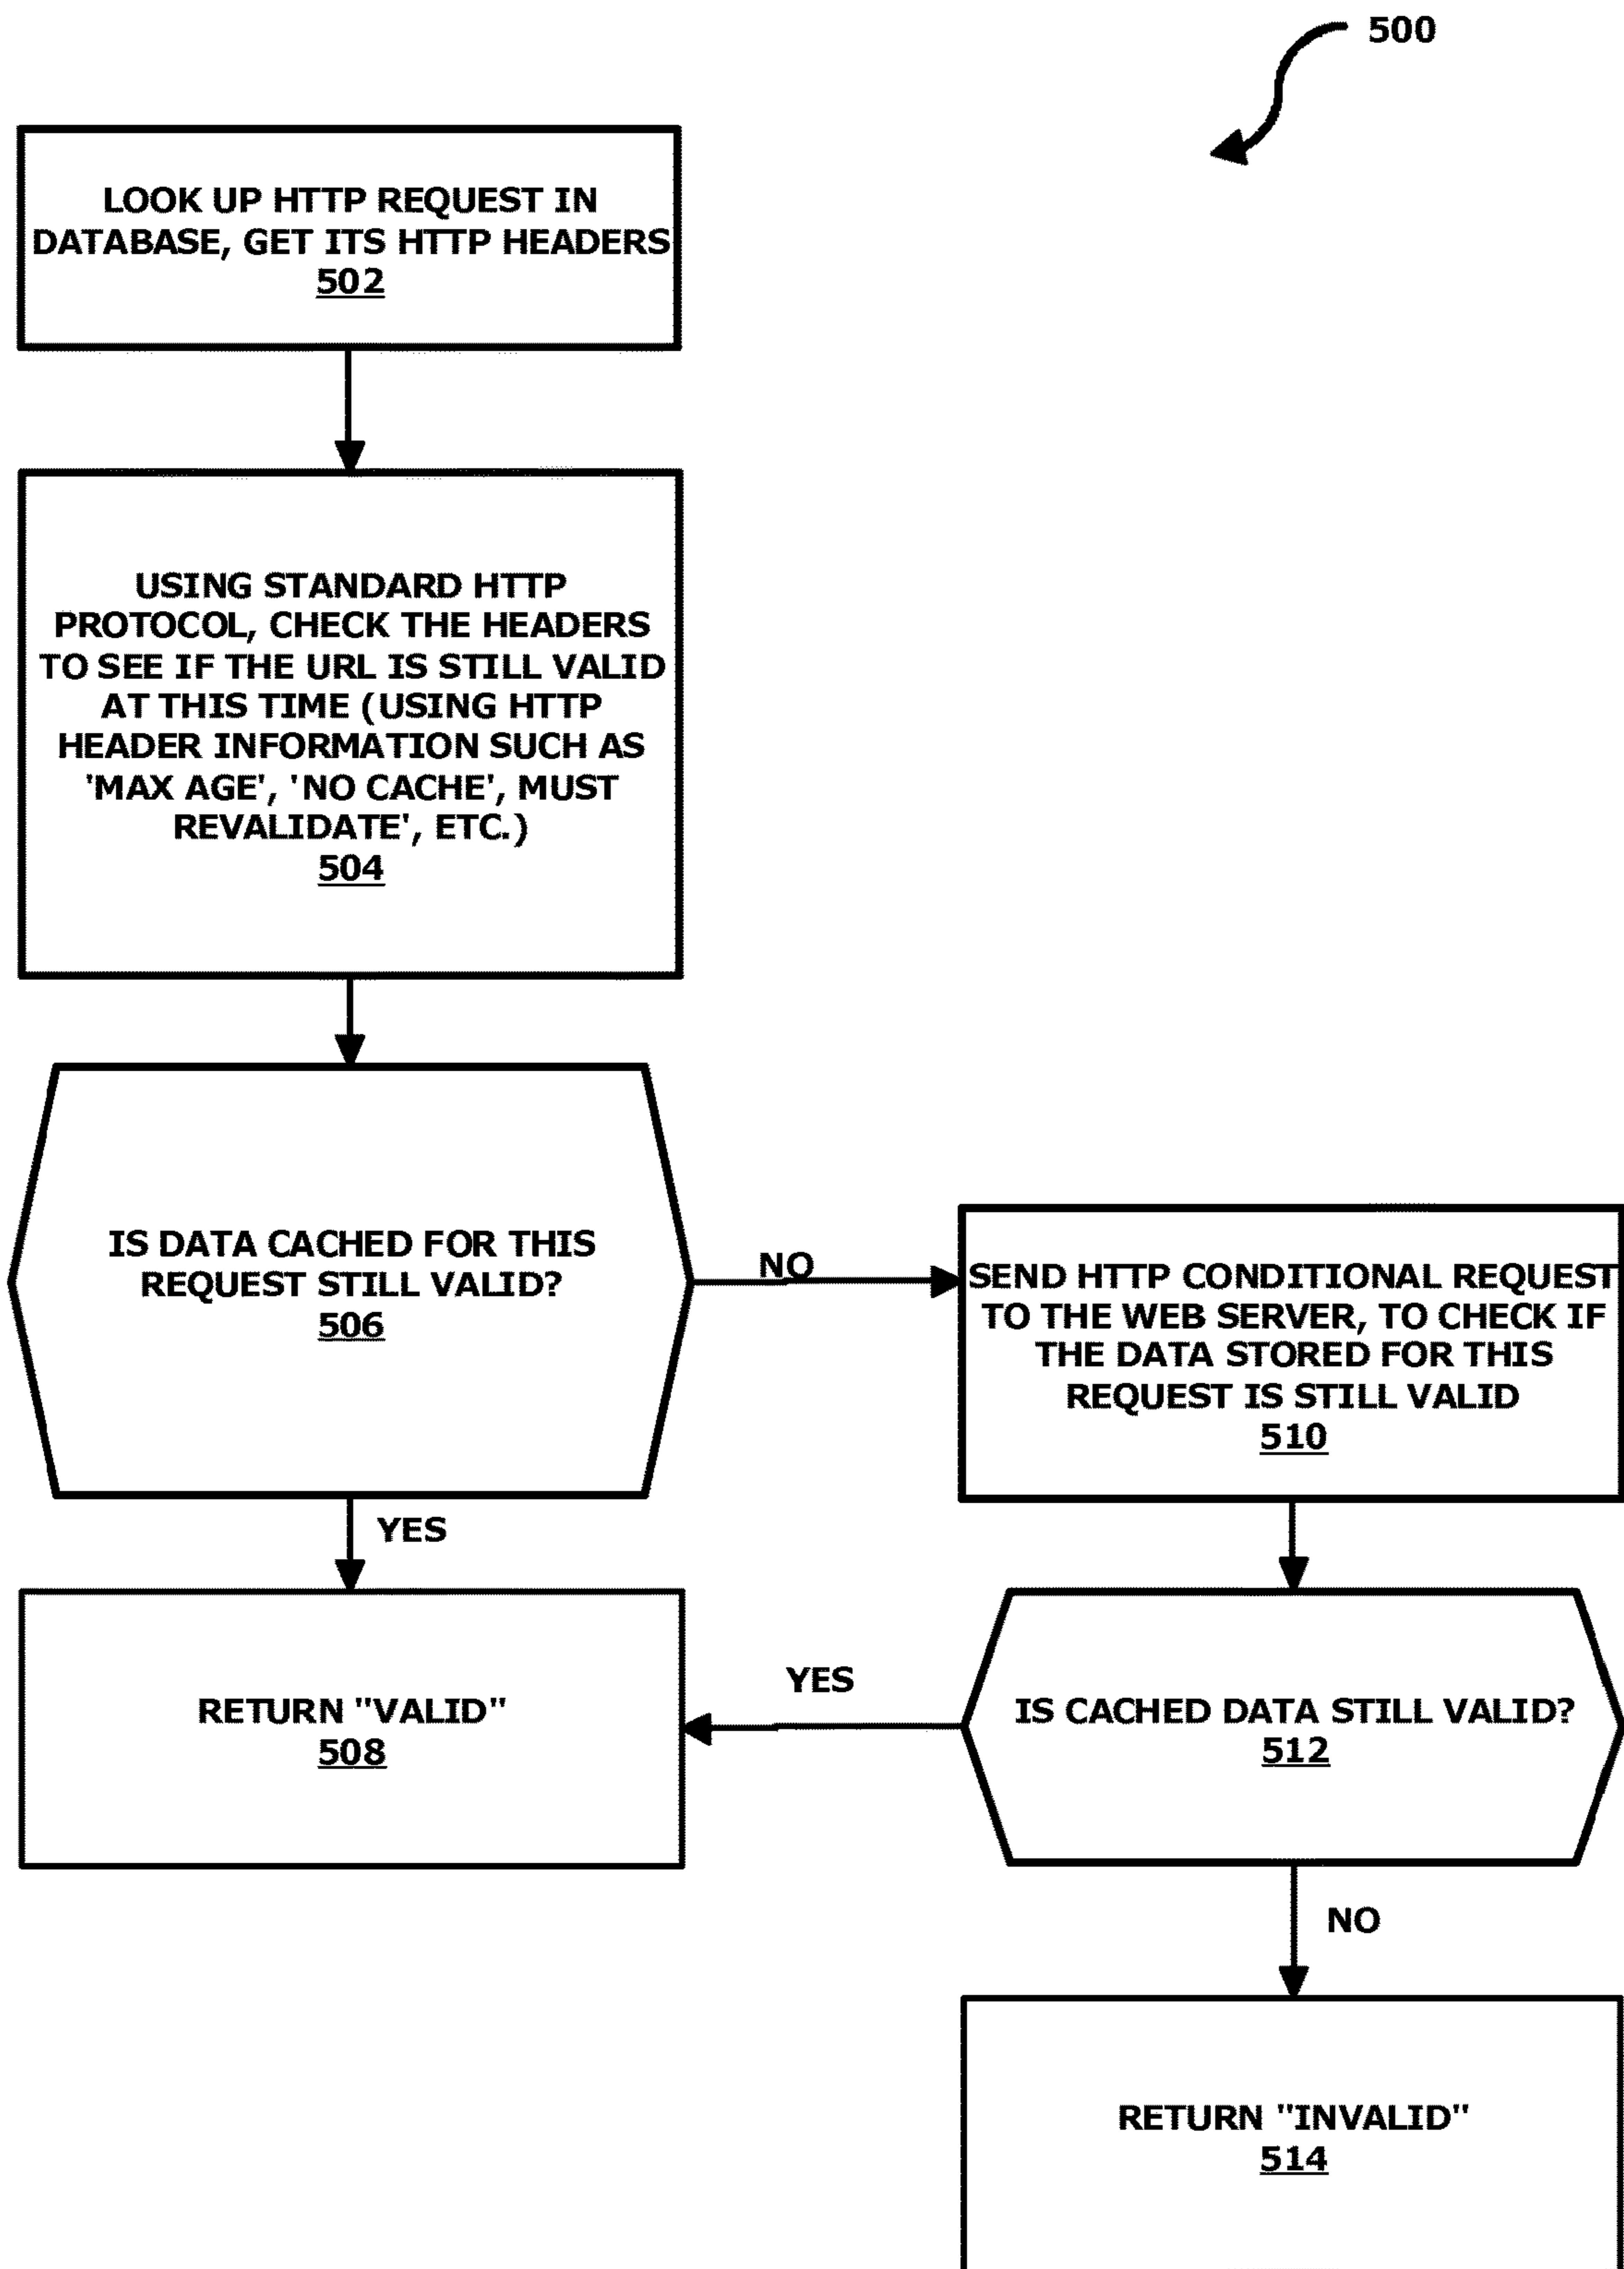 500
LOOK UP HTTP REQUEST IN
DATABASE, GET ITS HTTP HEADERS
502
USING STANDARD HTTP
PROTOCOL, CHECK THE HEADERS
TO SEE IF THE URL IS STILL VALID
AT THIS TIME (USING HTTP
HEADER INFORMATION SUCH AS
'MAX AGE', 'NO CACHE', MUST
REVALIDATE', ETC.)
504
IS DATA CACHED FOR THIS
REQUEST STILL VALID?
506
NO
SEND HTTP CONDITIONAL REQUEST
TO THE WEB SERVER, TO CHECK IF
THE DATA STORED FOR THIS
REQUEST IS STILL VALID
510
YES
RETURN "VALID"
508
YES
IS CACHED DATA STILL VALID?
512
NO
RETURN "INVALID"
514